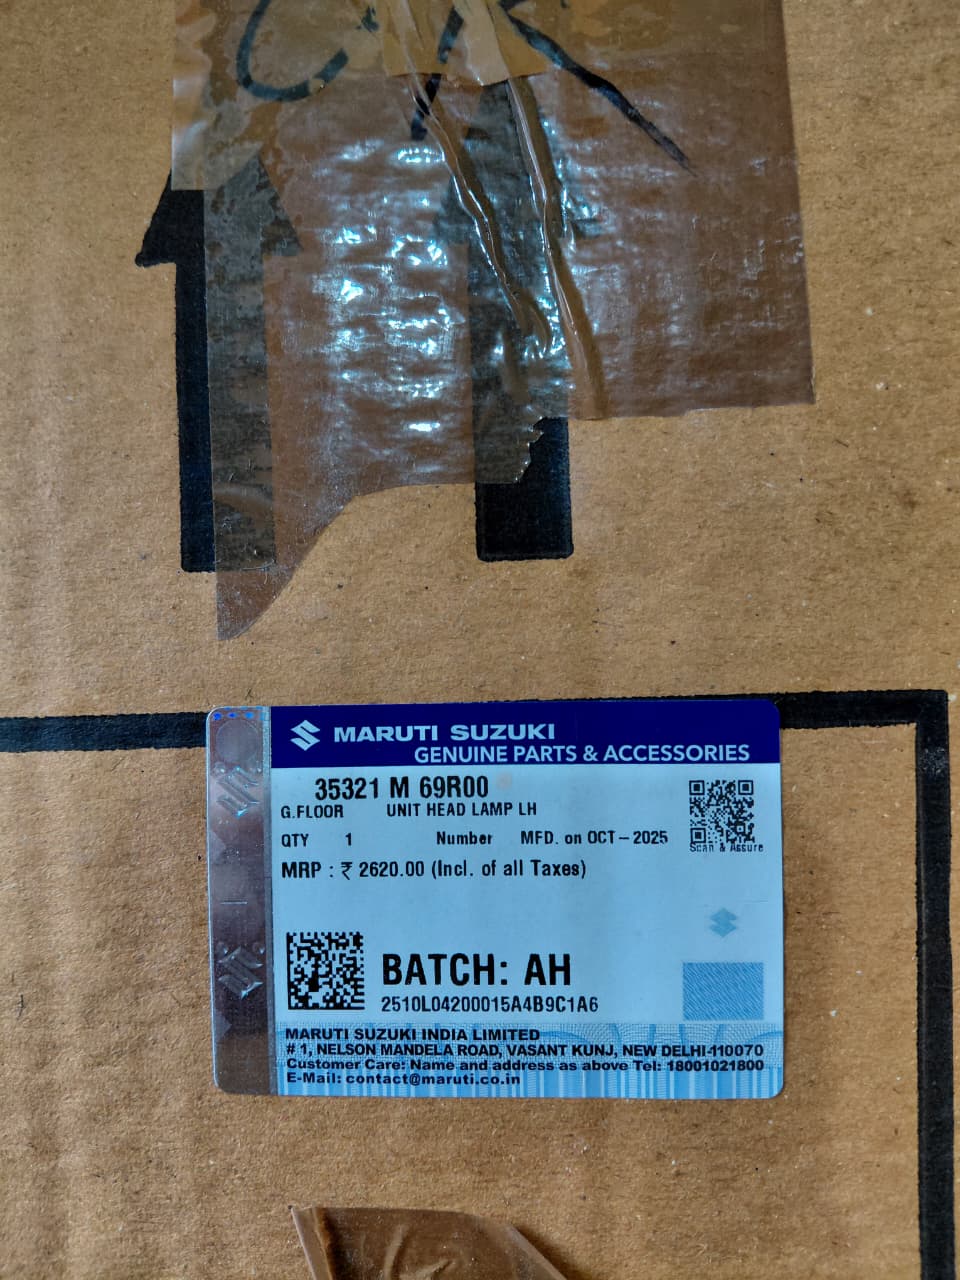 OK
MARUTI SUZUKI
GENUINE PARTS & ACCESSORIES
35321 M 69R00
G.FLOOR UNIT HEAD LAMP LH
QTY 1 Number MFD. on OCT-2025
Scan & Assure
MRP : ₹ 2620.00 (Incl. of all Taxes)
BATCH: AH
2510L04200015A4B9C1A6
MARUTI SUZUKI INDIA LIMITED
# 1, NELSON MANDELA ROAD, VASANT KUNJ, NEW DELHI-110070
Customer Care: Name and address as above Tel: 18001021800
E-Mail: contact@maruti.co.in